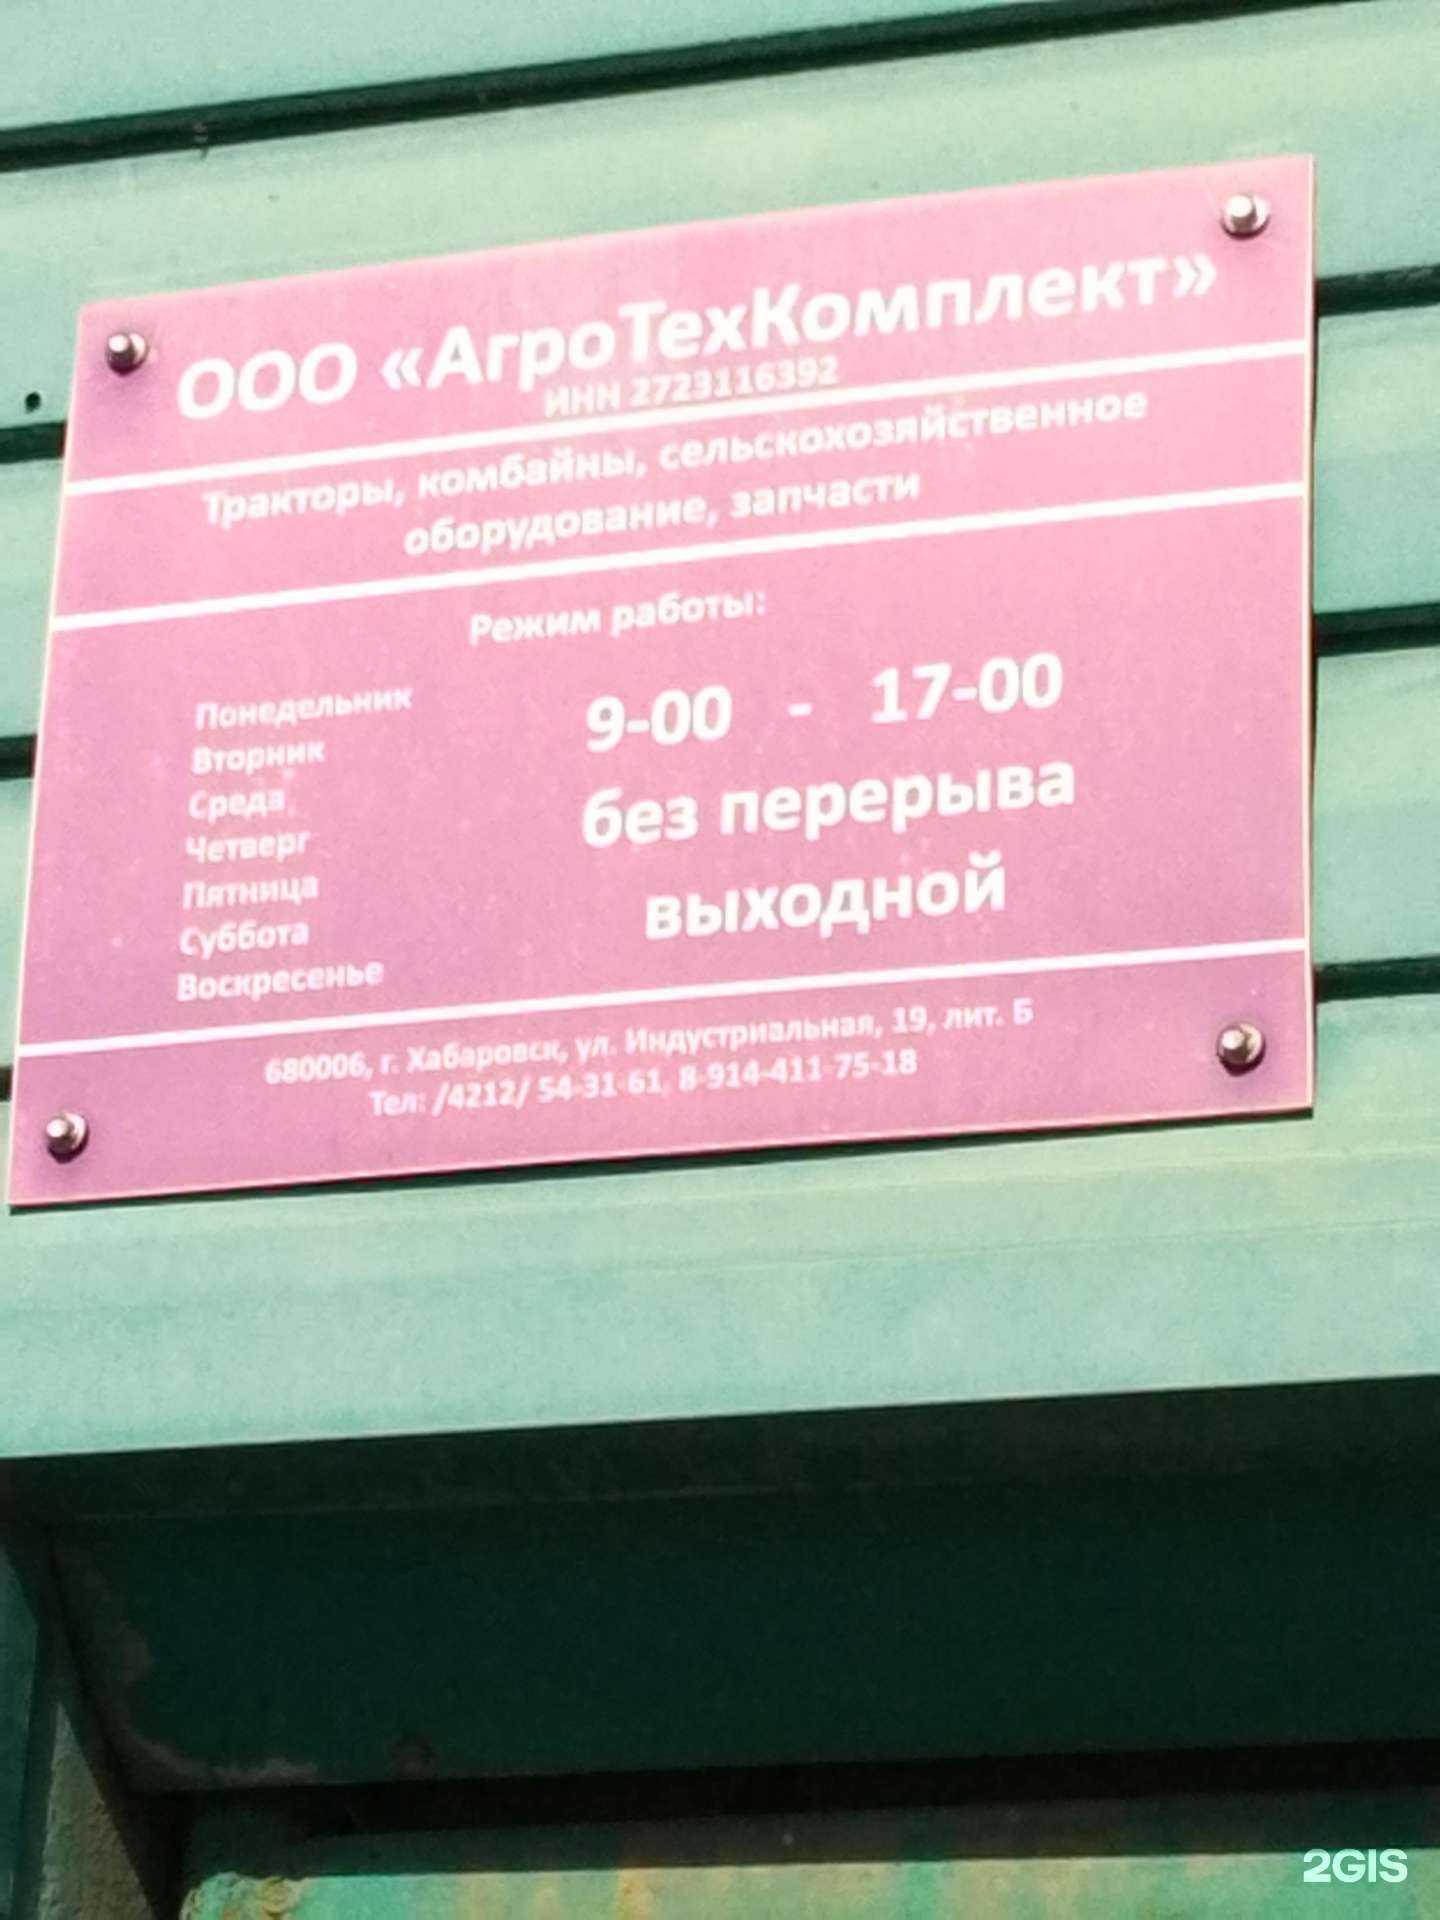 ООО «АгроТехКомплект»
ИНН 2723116392
Тракторы, комбайны, сельскохозяйственное
оборудование, запчасти
Режим работы:
Понедельник
Вторник
Среда
Четверг
Пятница
Суббота
Воскресенье
9-00 - 17-00
без перерыва
выходной
680006, г. Хабаровск, ул. Индустриальная, 19, лит. Б
Тел: /4212/ 54-31-61, 8-914-411-75-18
2GIS